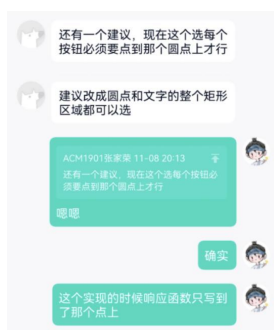 还有一个建议，现在这个选每个
按钮必须要点到那个圆点上才行
建议改成圆点和文字的整个矩形
区域都可以选
ACM1901张家荣 11-08 20:13
还有一个建议，现在这个选每个按钮必
须要点到那个圆点上才行
嗯嗯
确实
这个实现的时候响应函数只写到
了那个点上